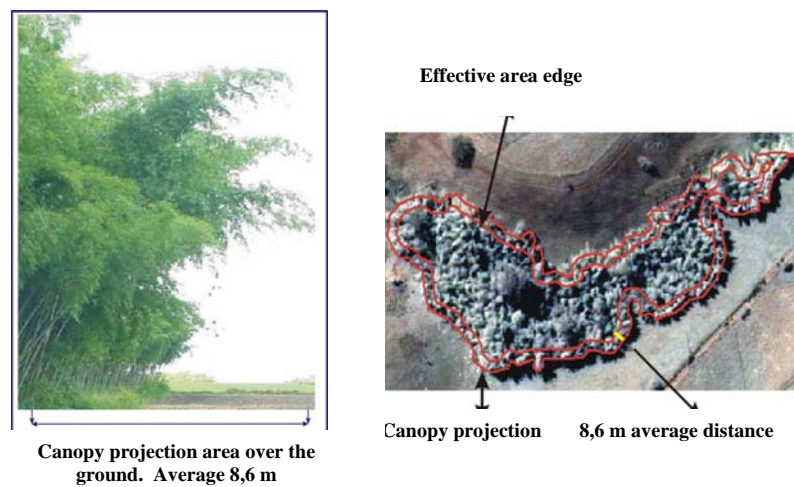 Effective area edge
Canopy projection
8,6 m average distance
Canopy projection area over the
ground. Average 8,6 m